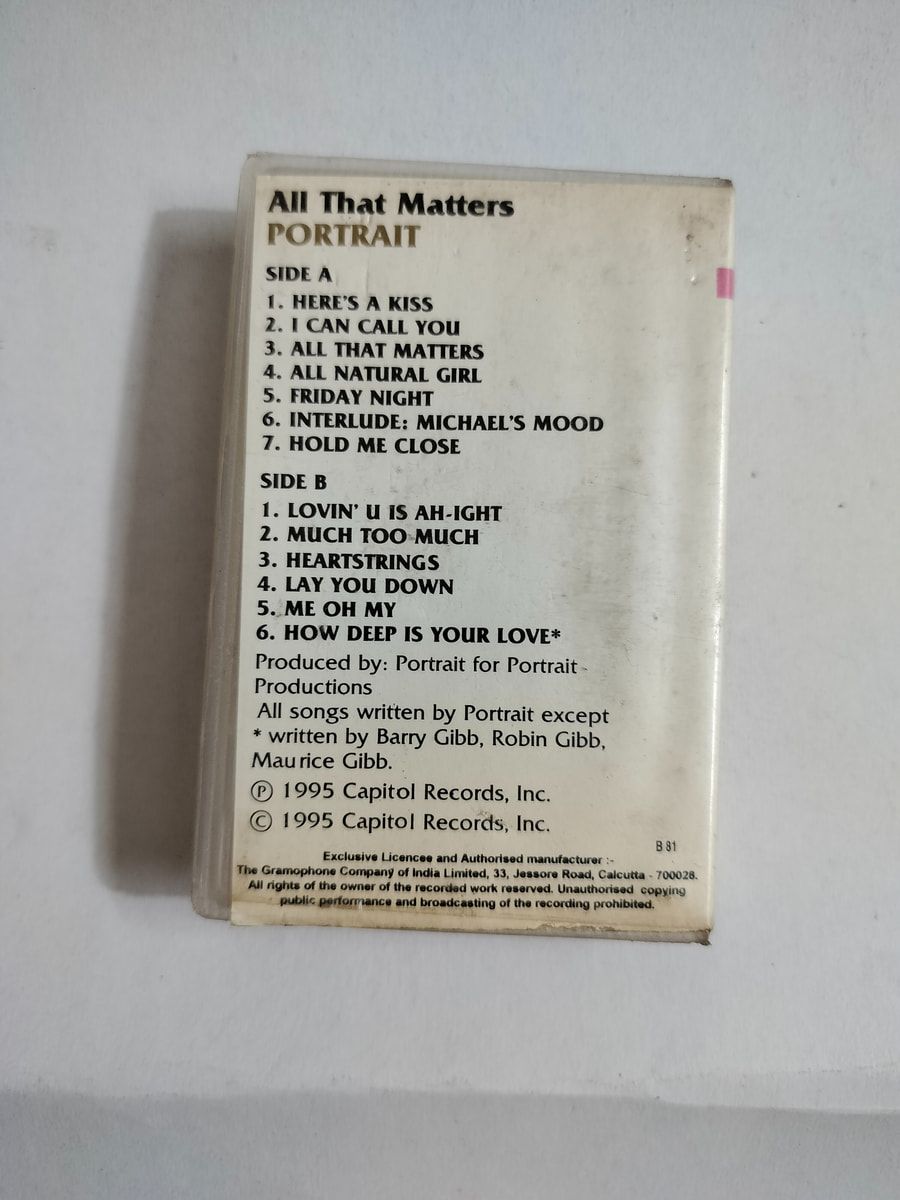 All That Matters
PORTRAIT
SIDE A
1. HERE'S A KISS
2. I CAN CALL YOU
3. ALL THAT MATTERS
4. ALL NATURAL GIRL
5. FRIDAY NIGHT
6. INTERLUDE: MICHAEL'S MOOD
7. HOLD ME CLOSE
SIDE B
1. LOVIN' U IS AH-IGHT
2. MUCH TOO MUCH
3. HEARTSTRINGS
4. LAY YOU DOWN
5. ME OH MY
6. HOW DEEP IS YOUR LOVE*
Produced by: Portrait for Portrait
Productions
All songs written by Portrait except
* written by Barry Gibb, Robin Gibb,
Maurice Gibb.
℗ 1995 Capitol Records, Inc.
© 1995 Capitol Records, Inc.
B 81
Exclusive Licencee and Authorised manufacturer :-
The Gramophone Company of India Limited, 33, Jessore Road, Calcutta - 700028.
All rights of the owner of the recorded work reserved. Unauthorised copying
public performance and broadcasting of the recording prohibited.